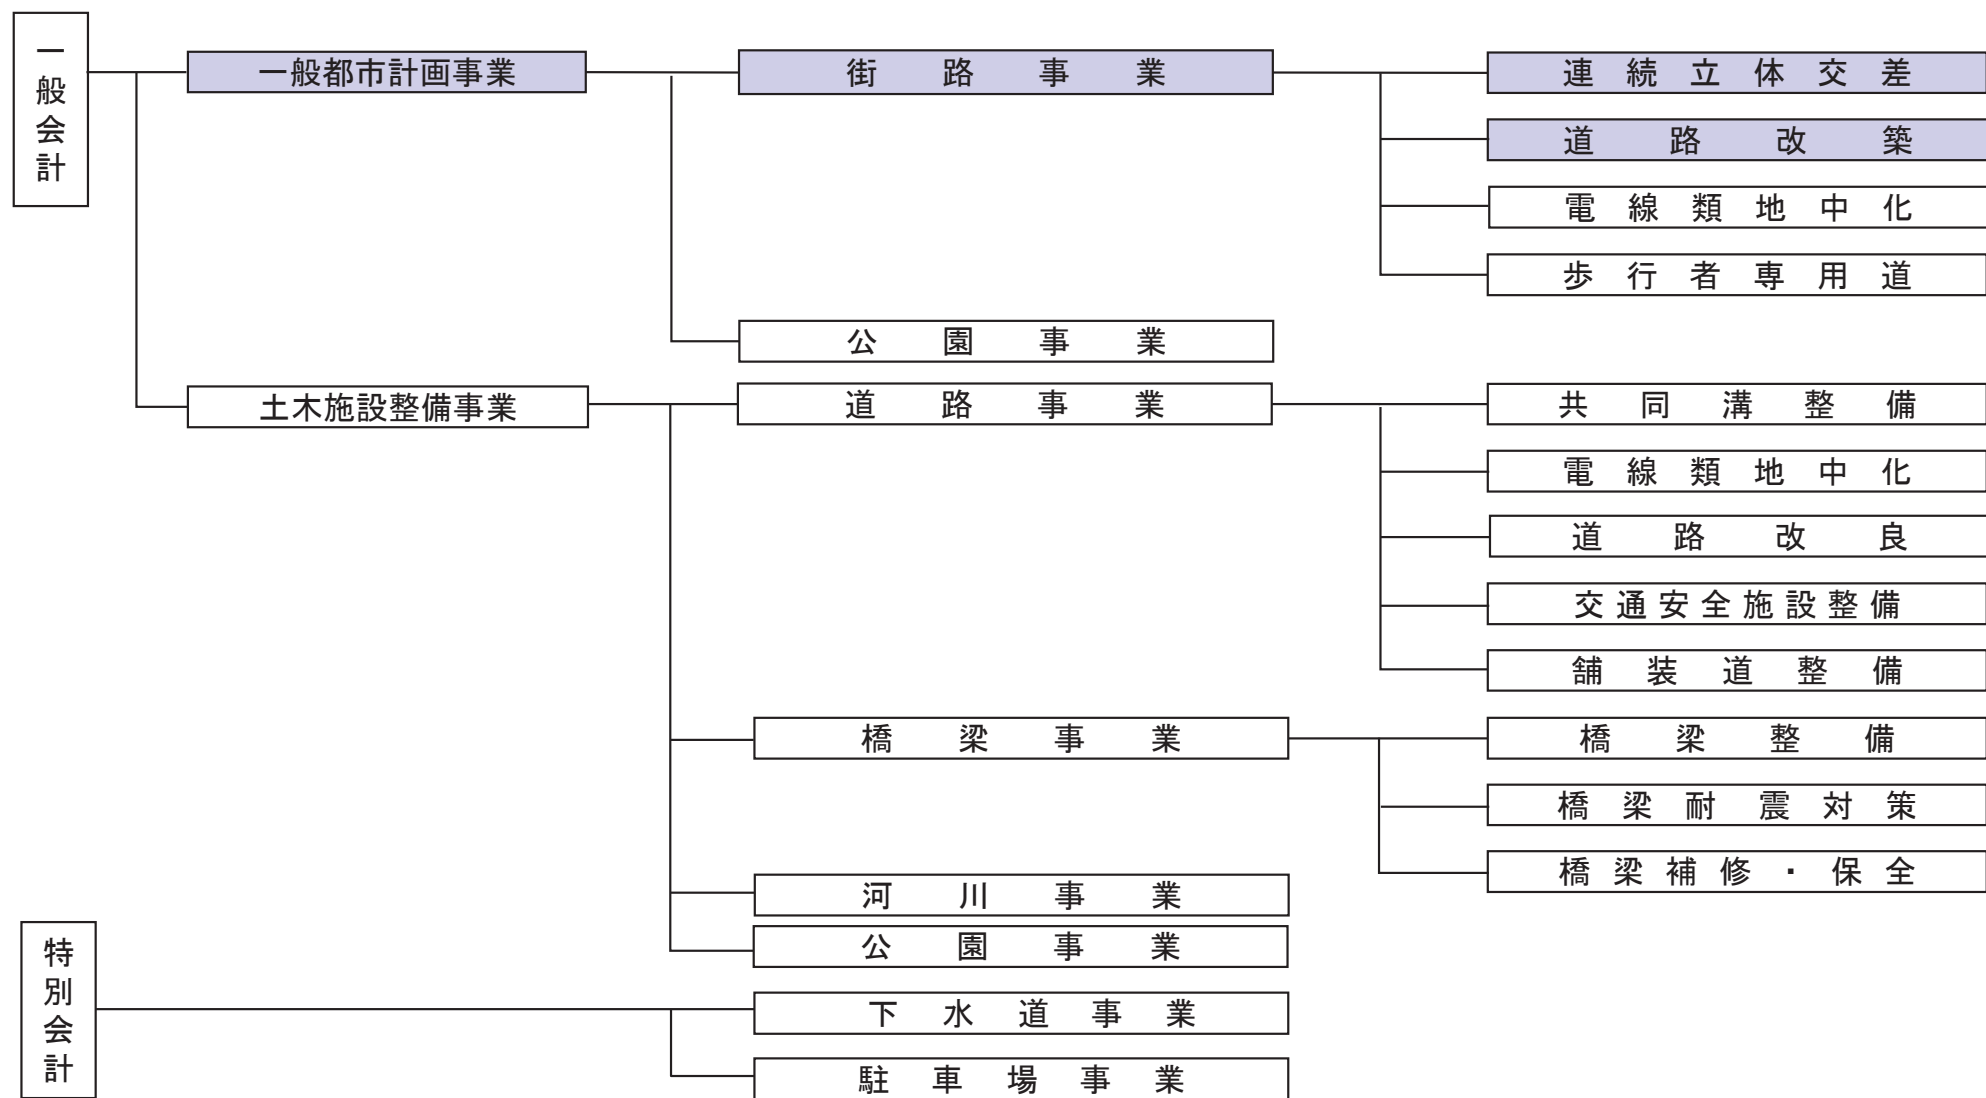 一般会計
一般都市計画事業
街路事業
連続立体交差
道路改築
電線類地中化
歩行者専用道
公園事業
土木施設整備事業
道路事業
共同溝整備
電線類地中化
道路改良
交通安全施設整備
舗装道整備
橋梁事業
橋梁整備
橋梁耐震対策
橋梁補修・保全
河川事業
公園事業
特別会計
下水道事業
駐車場事業